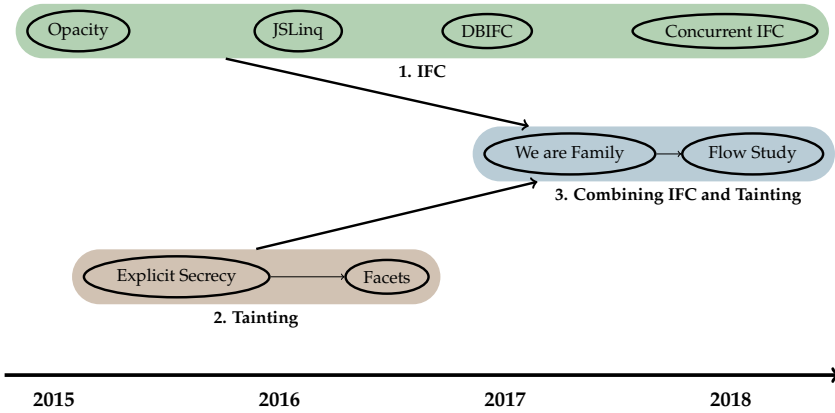 Opacity JSLinq DBIFC Concurrent IFC
1. IFC
We are Family Flow Study
3. Combining IFC and Tainting
Explicit Secrecy Facets
2. Tainting
2015 2016 2017 2018